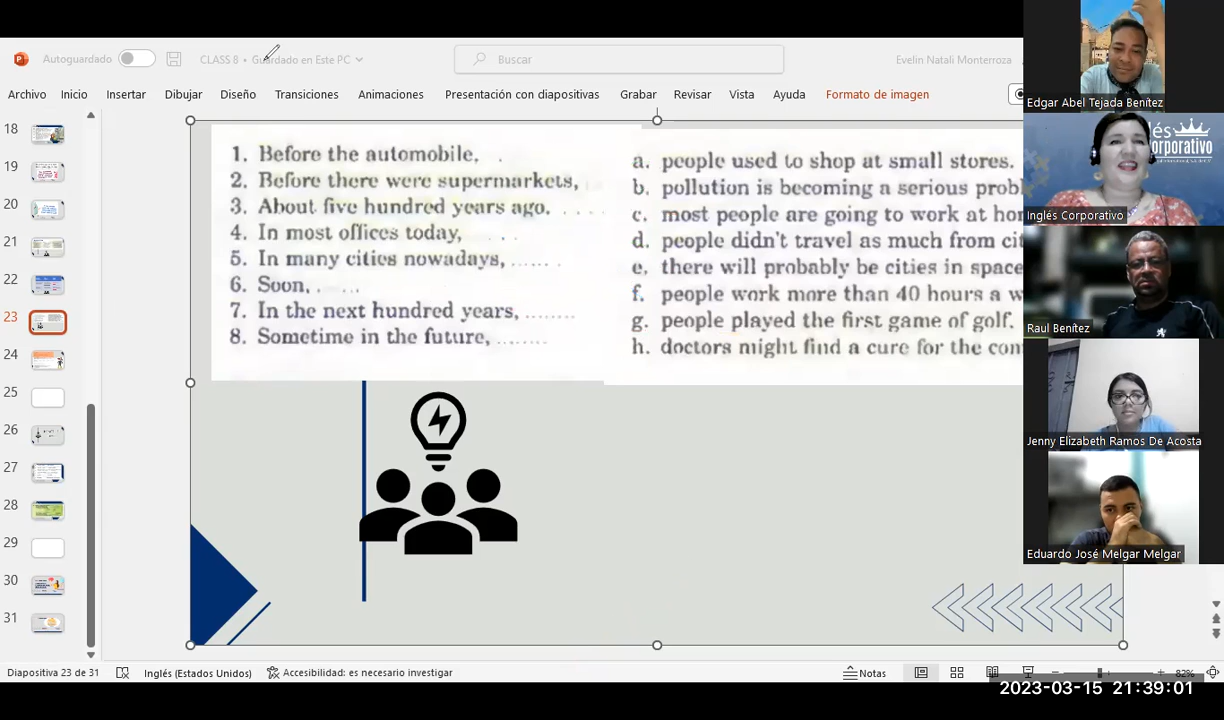 Autoguardado
CLASS 8 • Guardado en Este PC
Buscar
Evelin Natali Monterroza
Archivo Inicio Insertar Dibujar Diseño Transiciones Animaciones Presentación con diapositivas Grabar Revisar Vista Ayuda Formato de imagen
18
19
20
21
22
23
24
25
26
27
28
29
30
31
1. Before the automobile, .
2. Before there were supermarkets,
3. About five hundred years ago. . . . .
4. In most offices today, . . .
5. In many cities nowadays, ...... .
6. Soon, . ...
7. In the next hundred years, ........
8. Sometime in the future, ........
a. people used to shop at small stores.
b. pollution is becoming a serious
c. most people are going to work at
d. people didn't travel as much from
e, there will probably be cities in space
f. people work more than 40 hours a
g. people played the first game of golf.
h. doctors might find a cure for the
Edgar Abel Tejada Benítez
lés
orporativo
Inglés Corporativo
Raul Benítez
Jenny Elizabeth Ramos De Acosta
Eduardo José Melgar Melgar
Diapositiva 23 de 31 Inglés (Estados Unidos) Accesibilidad: es necesario investigar Notas 82%
2023-03-15 21:39:01